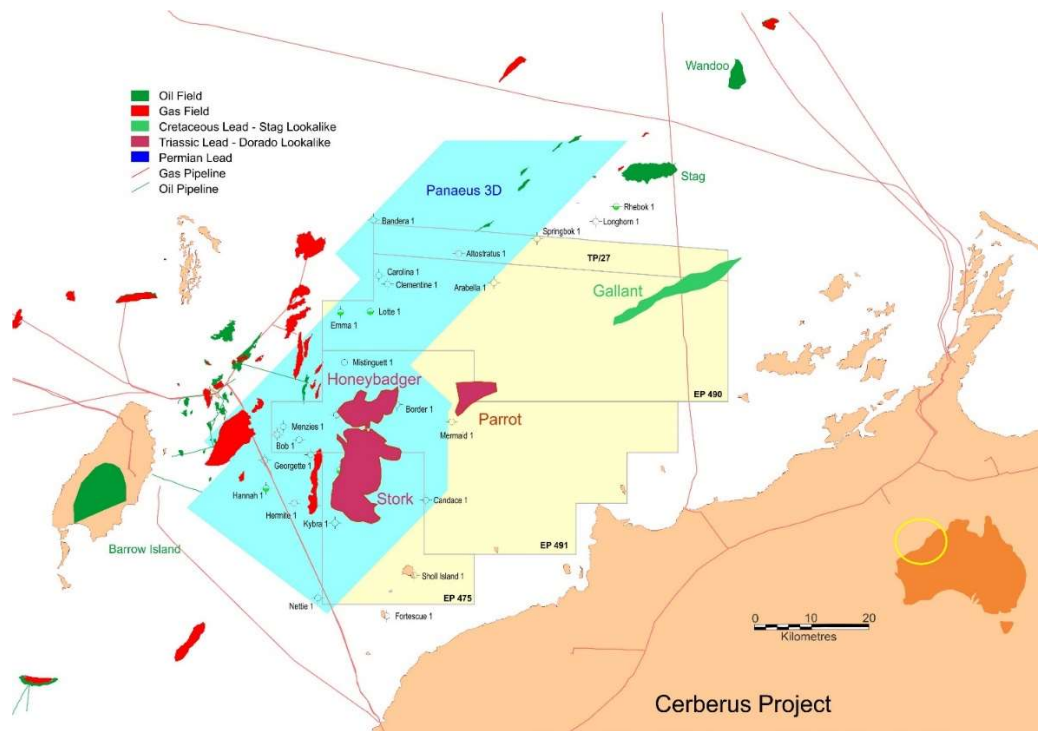 Wandoo
Oil Field
Gas Field
Cretaceous Lead - Stag Lookalike
Triassic Lead - Dorado Lookalike
Permian Lead
Gas Pipeline
Oil Pipeline
Panaeus 3D
Stag
Rhebok 1
Bandera 1
Longhorn 1
Springbok 1
Altostratus 1
TP/27
Carolina 1
Clementine 1
Arabella 1
Gallant
Emma 1
Lotte 1
Mistinguett 1
Honeybadger
EP 490
Border 1
Parrot
Menzies 1
Mermaid 1
Bob 1
Georgette 1
Stork
Hannah 1
Candace 1
Hermite 1
Kybra 1
Barrow Island
EP 491
Sholl Island 1
Nettie 1
EP 475
Fortescue 1
0 10 20
Kilometres
Cerberus Project